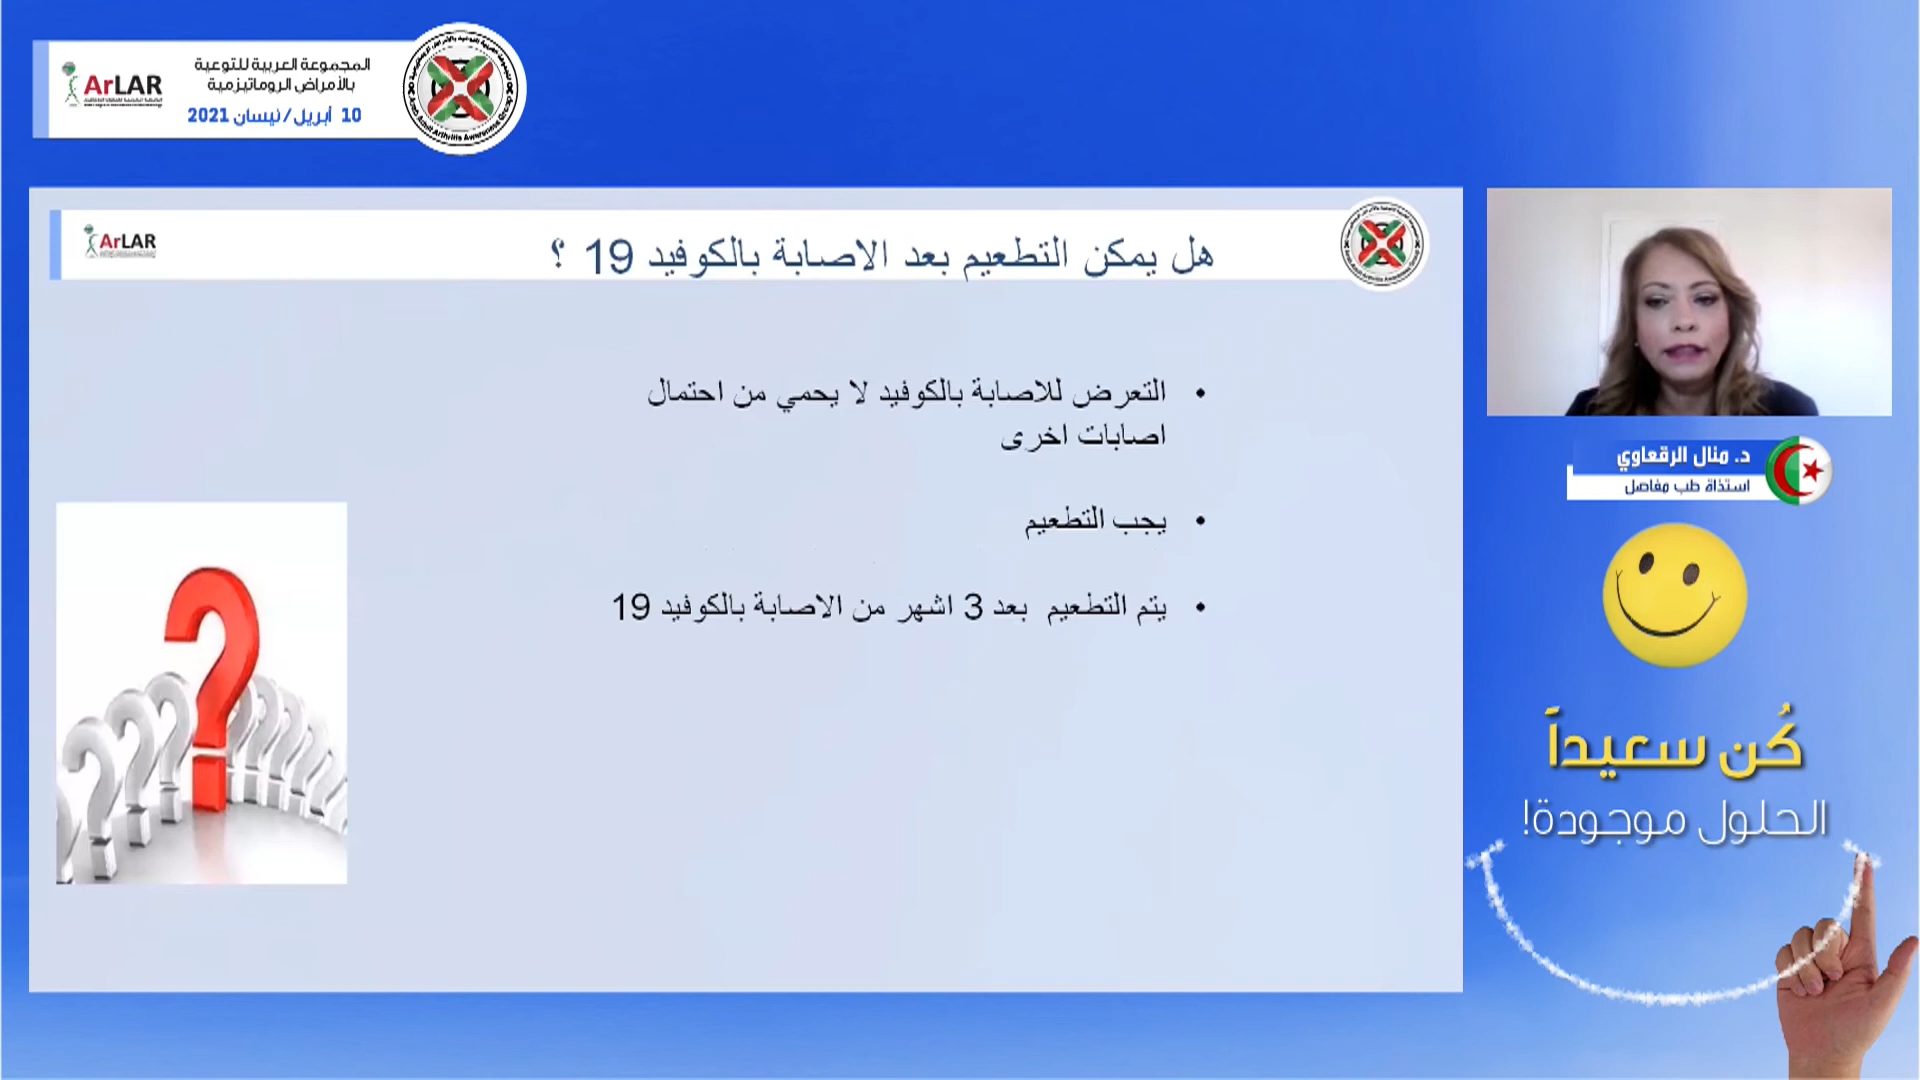 المجموعة العربية للتوعية
بالأمراض الروماتيزمية
10 أبريل/نيسان 2021
ArLAR
ArLAR
هل يمكن التطعيم بعد الاصابة بالكوفيد 19 ؟
• التعرض للاصابة بالكوفيد لا يحمي من احتمال
اصابات اخرى
• يجب التطعيم
• يتم التطعيم بعد 3 اشهر من الاصابة بالكوفيد 19
د. منال الرقعاوي
استذاة طب مفاصل
كُن سعيداً
الحلول موجودة!